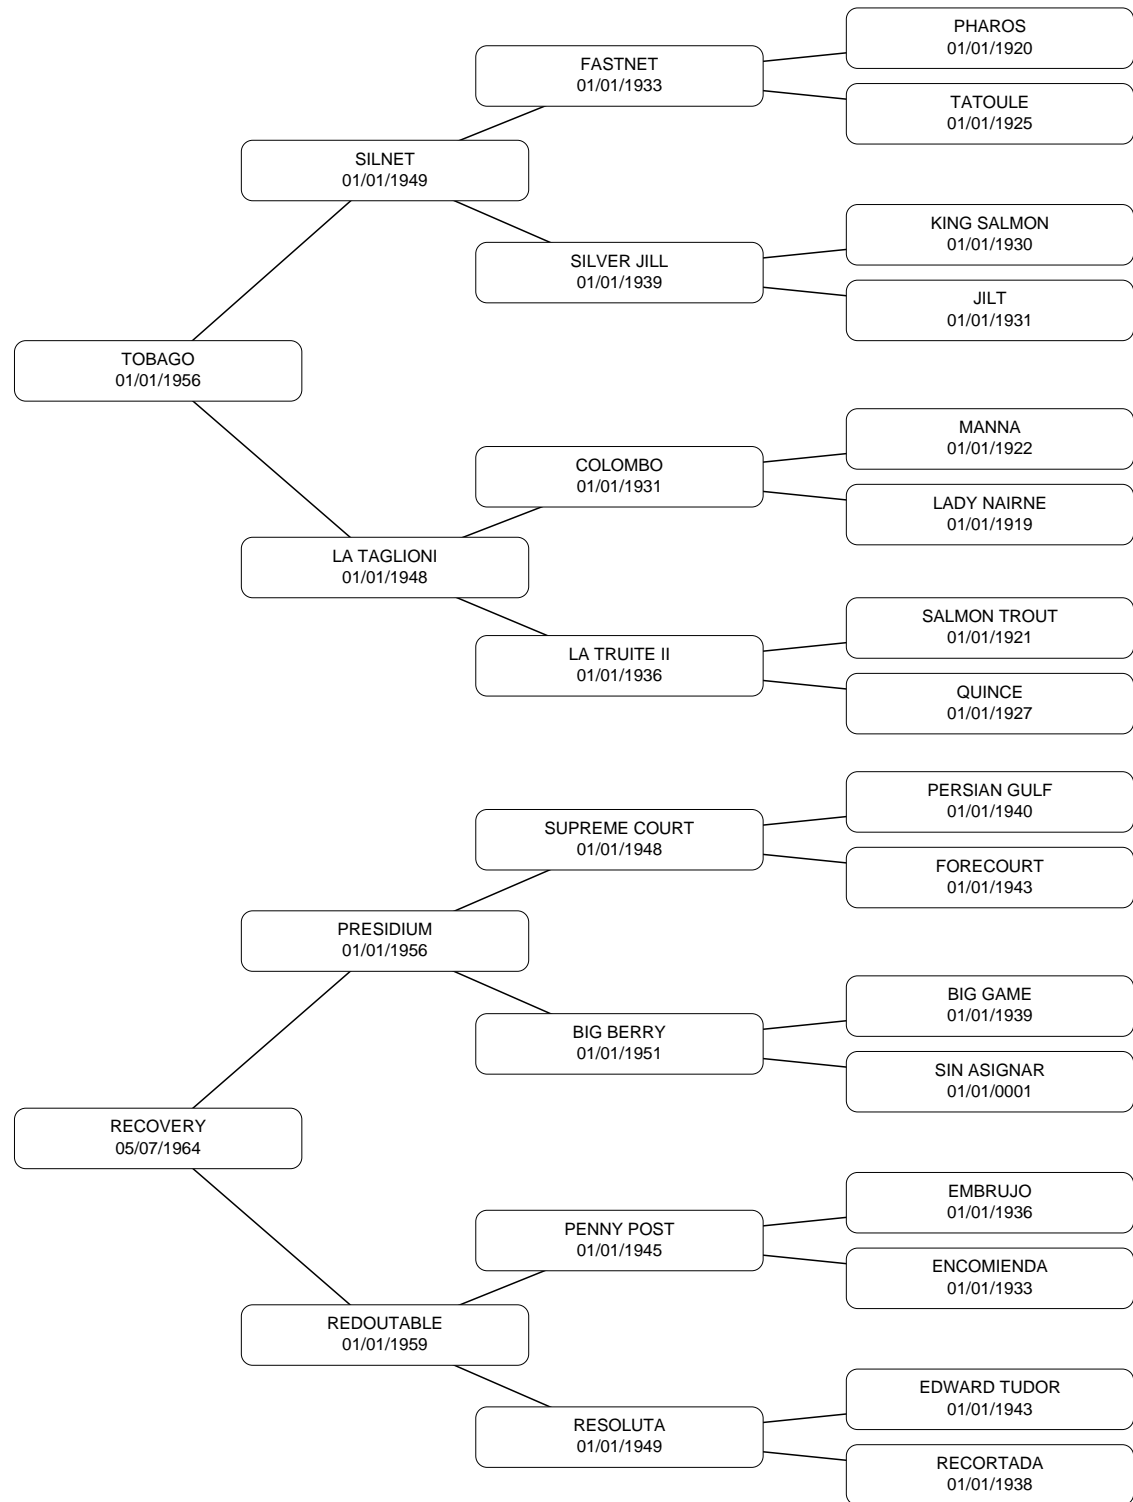 PHAROS
01/01/1920
FASTNET
01/01/1933
TATOULE
01/01/1925
SILNET
01/01/1949
KING SALMON
01/01/1930
SILVER JILL
01/01/1939
JILT
01/01/1931
TOBAGO
01/01/1956
MANNA
01/01/1922
COLOMBO
01/01/1931
LADY NAIRNE
01/01/1919
LA TAGLIONI
01/01/1948
SALMON TROUT
01/01/1921
LA TRUITE II
01/01/1936
QUINCE
01/01/1927
PERSIAN GULF
01/01/1940
SUPREME COURT
01/01/1948
FORECOURT
01/01/1943
PRESIDIUM
01/01/1956
BIG GAME
01/01/1939
BIG BERRY
01/01/1951
SIN ASIGNAR
01/01/0001
RECOVERY
05/07/1964
EMBRUJO
01/01/1936
PENNY POST
01/01/1945
ENCOMIENDA
01/01/1933
REDOUTABLE
01/01/1959
EDWARD TUDOR
01/01/1943
RESOLUTA
01/01/1949
RECORTADA
01/01/1938